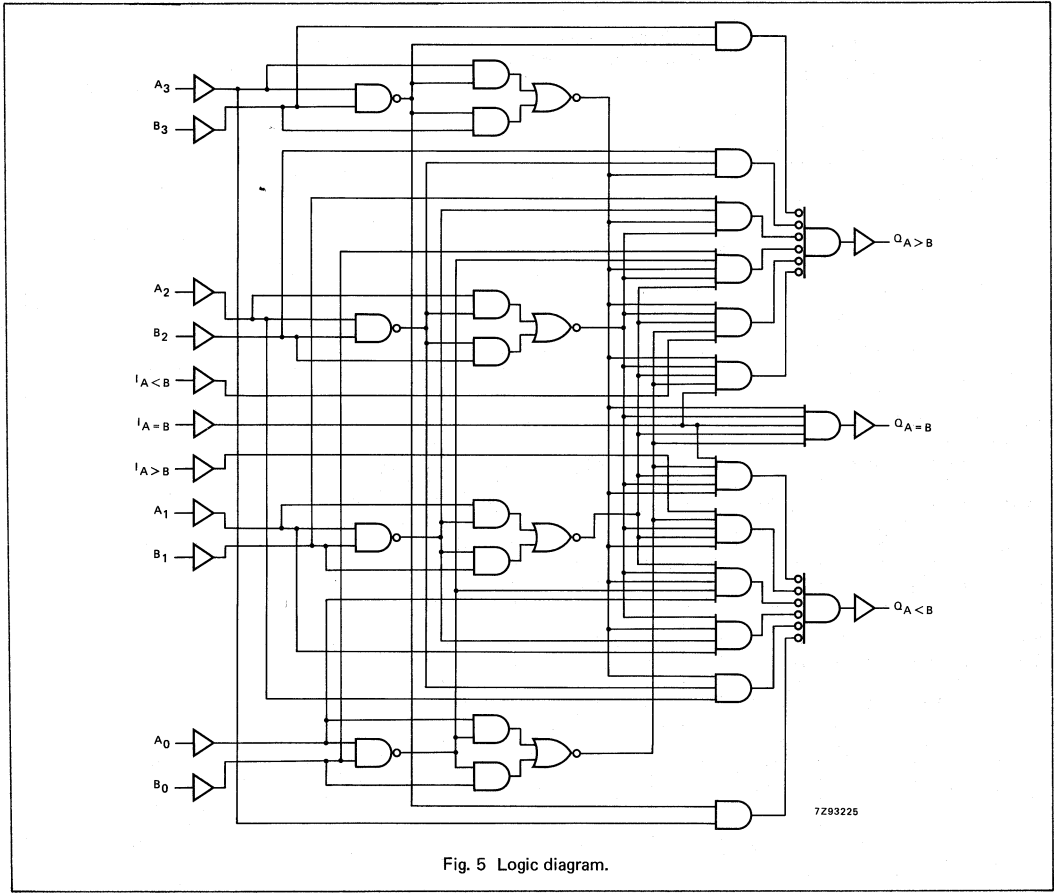 A3
B3
QA>B
A2
B2
IA<B
IA=B
QA=B
IA>B
A1
B1
QA<B
A0
B0
7Z93225
Fig. 5 Logic diagram.